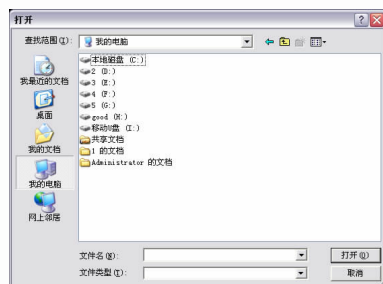 打开
查找范围(I):
我的电脑
我最近的文档
桌面
我的文档
我的电脑
网上邻居
本地磁盘 (C:)
2 (D:)
3 (E:)
4 (F:)
5 (G:)
good (H:)
移动U盘 (I:)
共享文档
1 的文档
Administrator 的文档
文件名(N):
打开(O)
文件类型(T):
取消